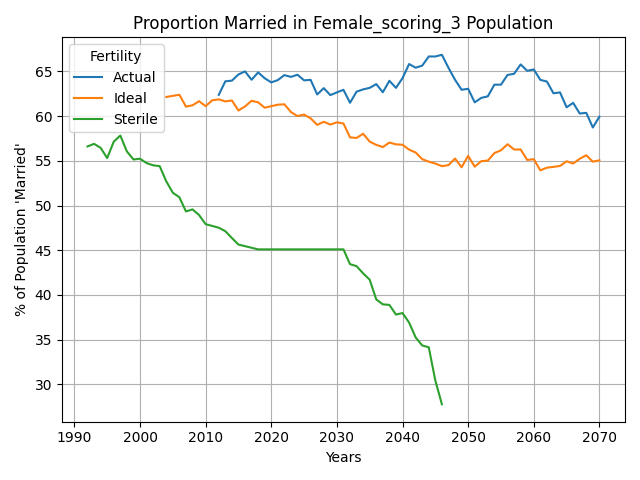 Proportion Married in Female_scoring_3 Population
Fertility
Actual
Ideal
Sterile
% of Population 'Married'
65
60
55
50
45
40
35
30
1990 2000 2010 2020 2030 2040 2050 2060 2070
Years